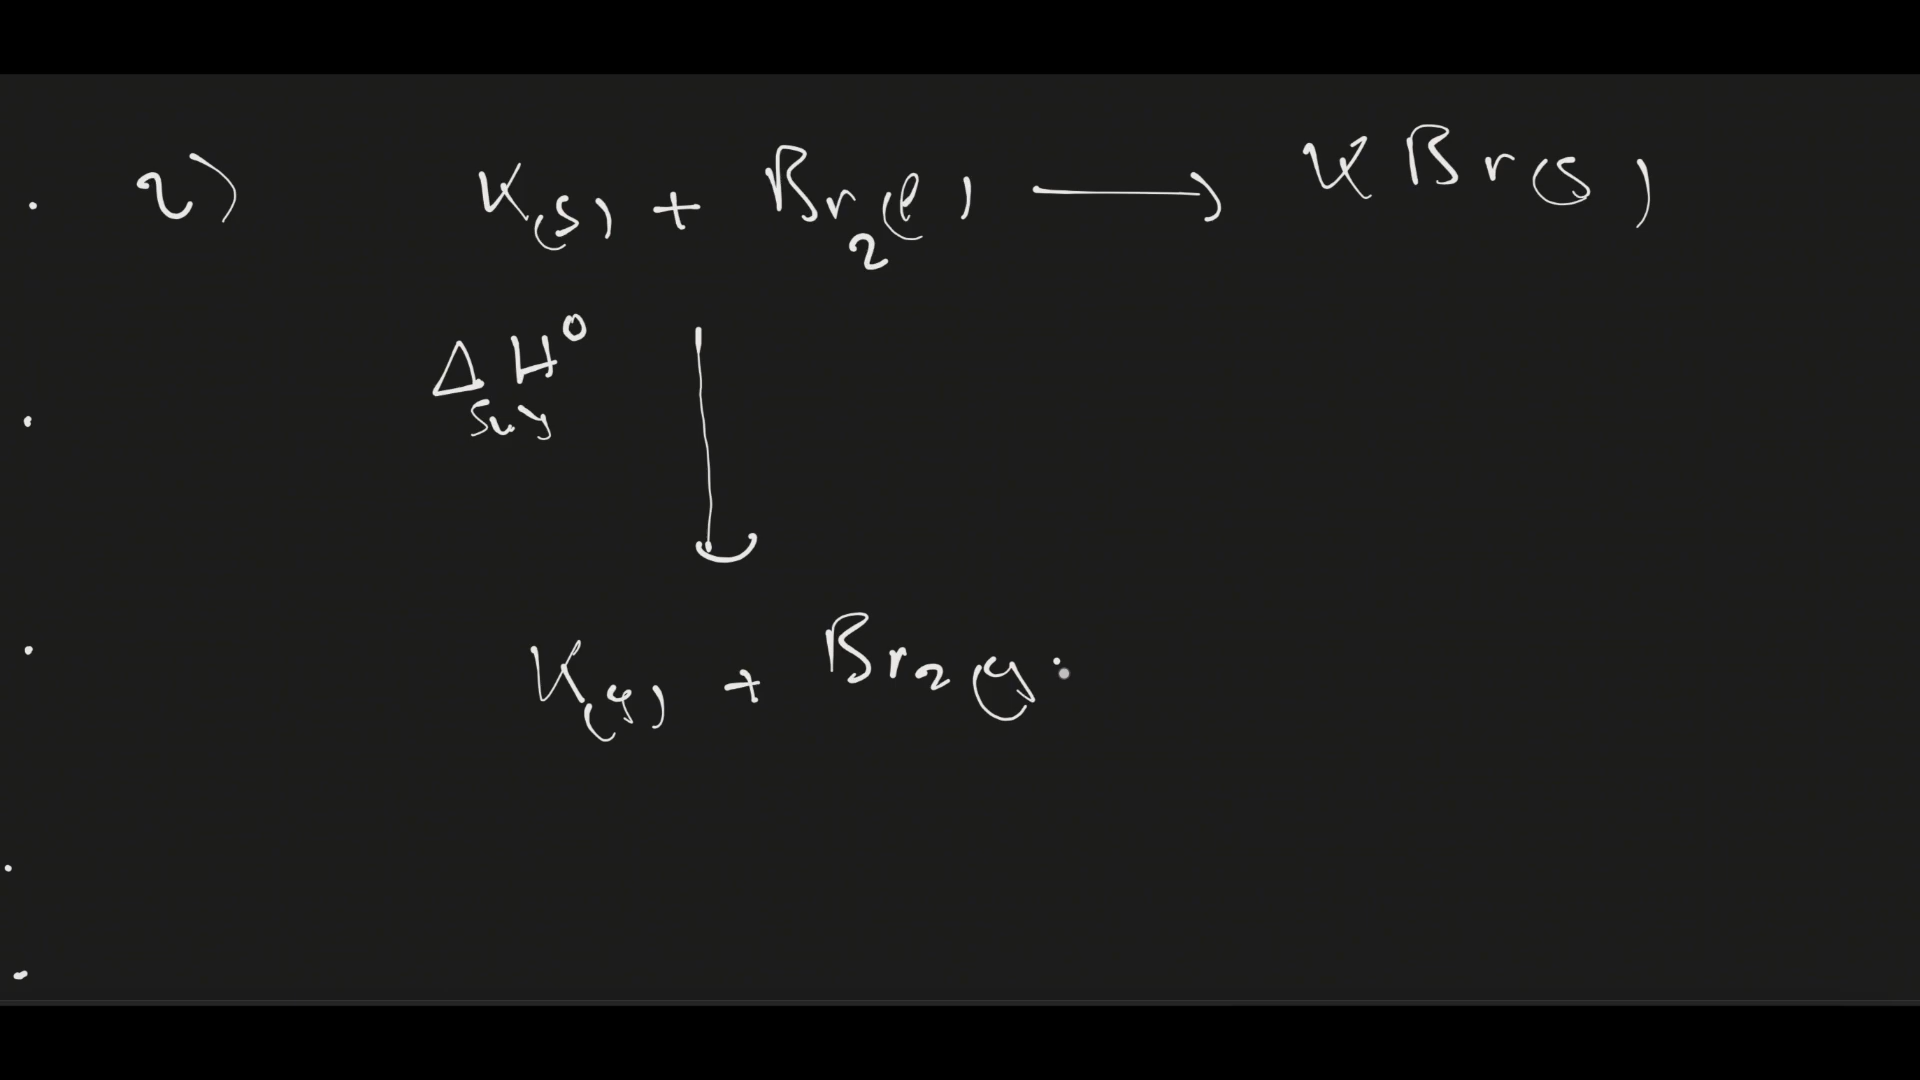 2) K(s) + Br2(l) ⟶ KBr(s)
ΔH°
sub
K(g) + Br2(g